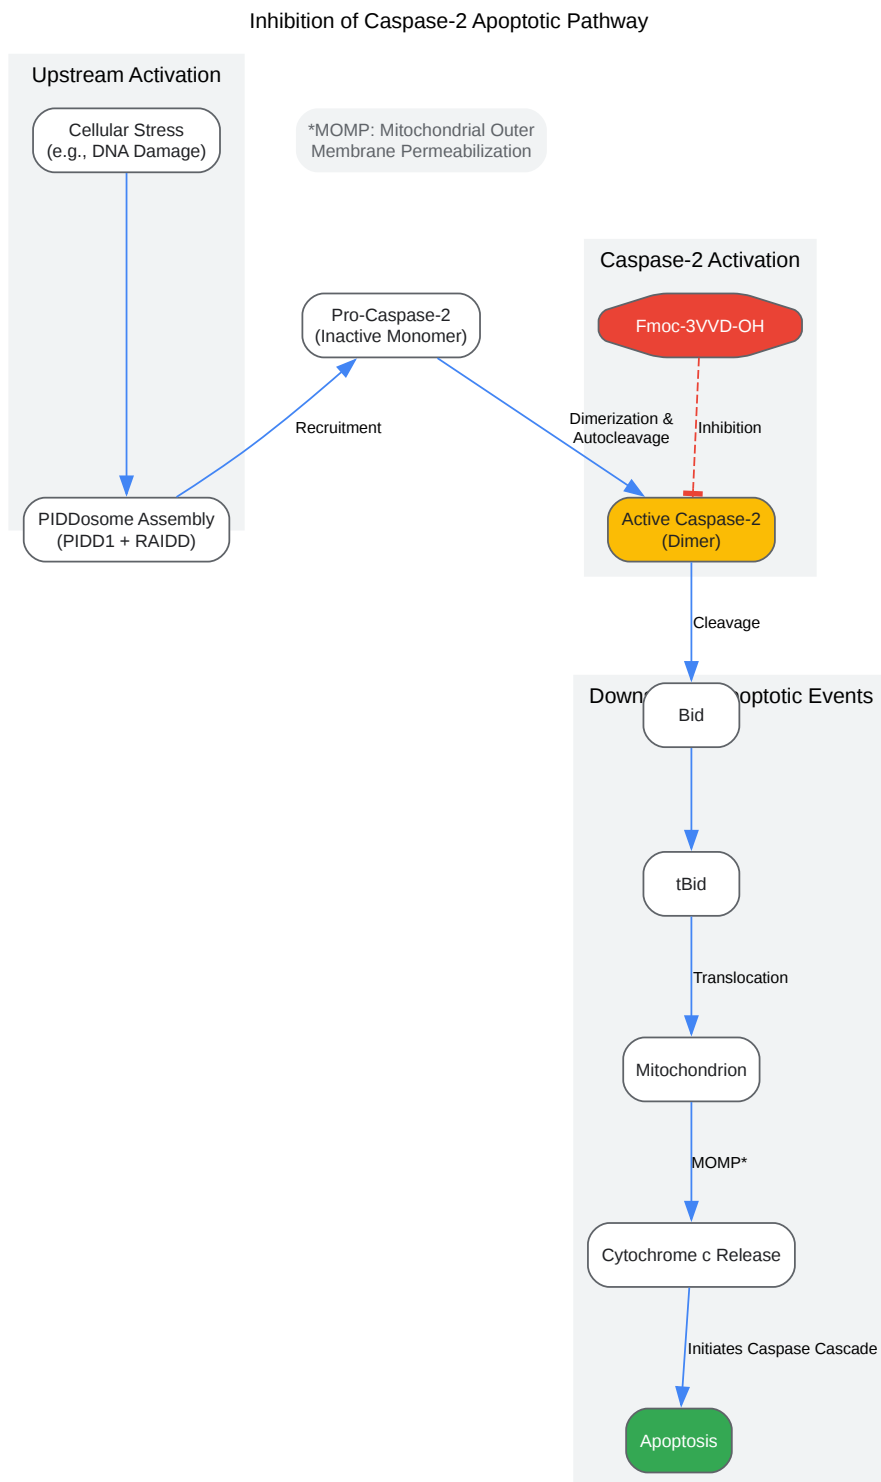 Inhibition of Caspase-2 Apoptotic Pathway
Upstream Activation
Cellular Stress
(e.g., DNA Damage)
*MOMP: Mitochondrial Outer
Membrane Permeabilization
Caspase-2 Activation
Pro-Caspase-2
(Inactive Monomer)
Fmoc-3VVD-OH
Recruitment
Dimerization &
Autocleavage
Inhibition
PIDDosome Assembly
(PIDD1 + RAIDD)
Active Caspase-2
(Dimer)
Cleavage
Events
Bid
tBid
Translocation
Mitochondrion
MOMP*
Cytochrome c Release
Initiates Caspase Cascade
Apoptosis